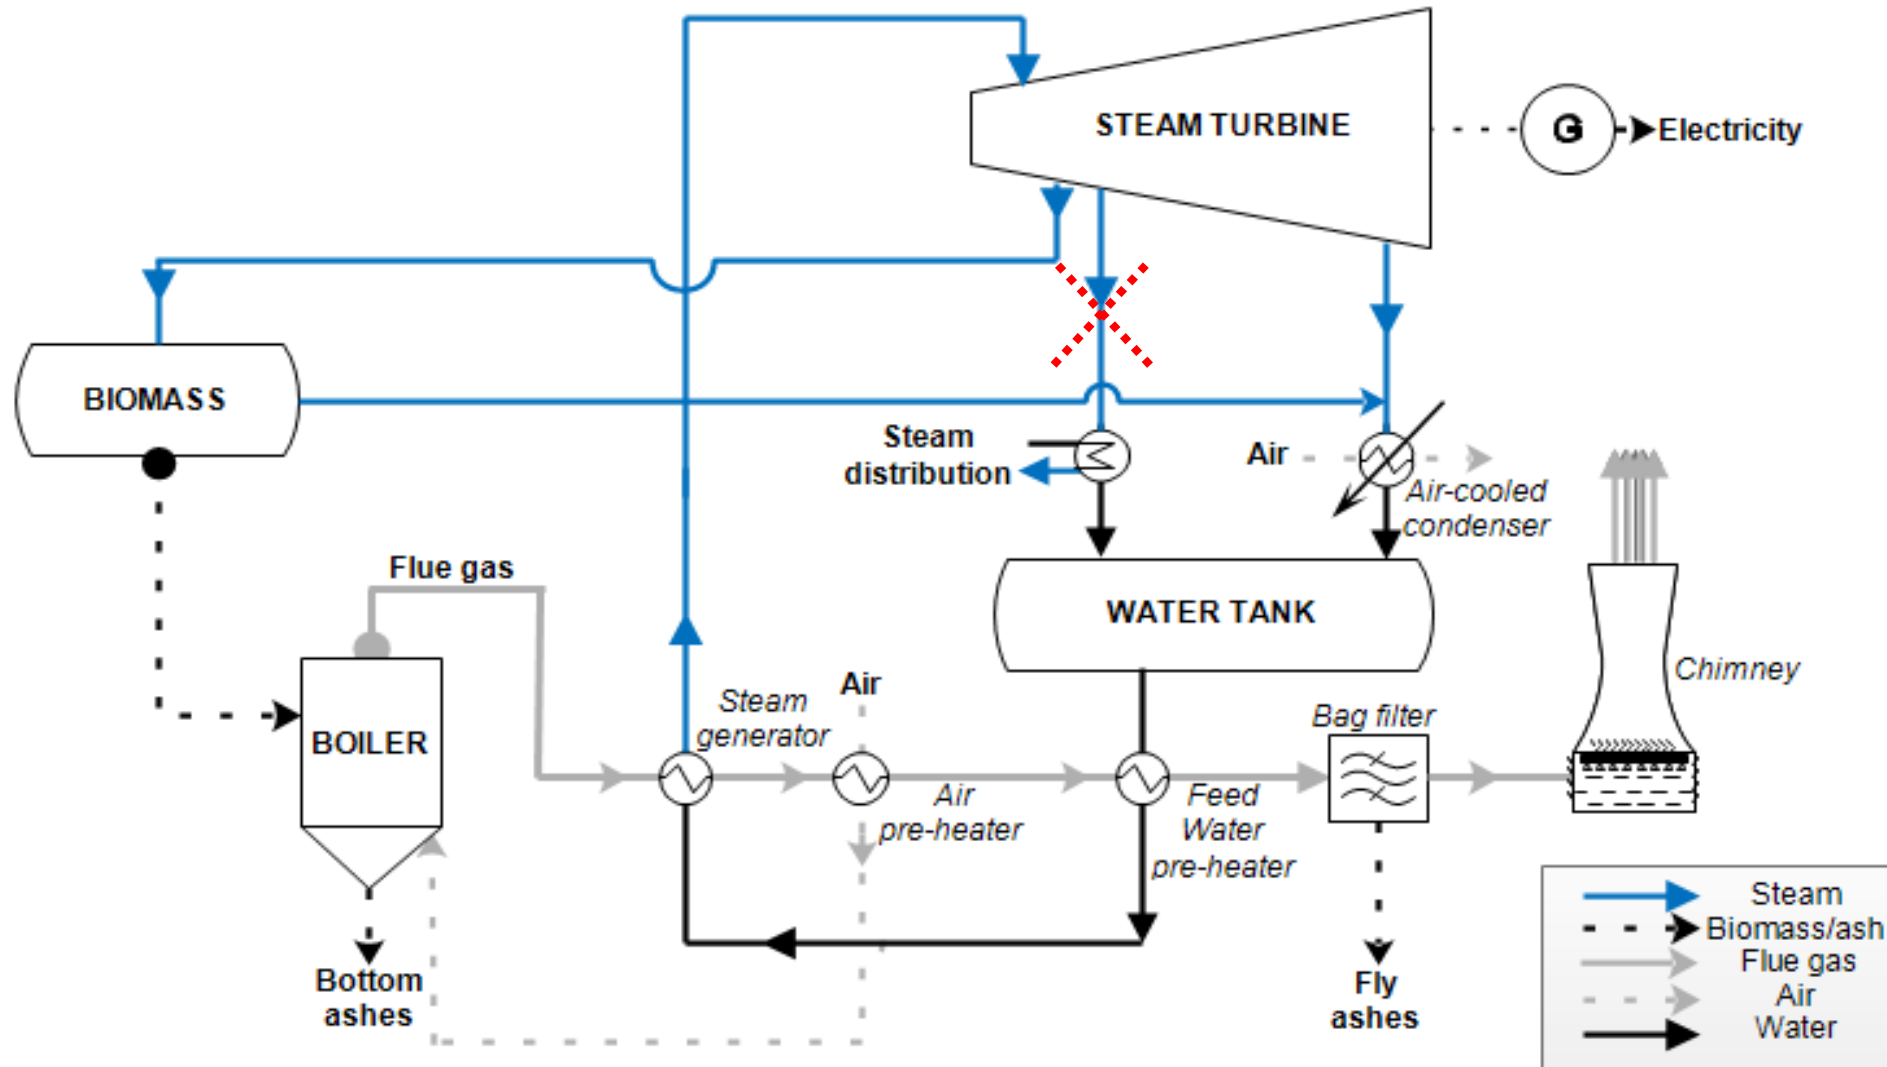 STEAM TURBINE
G
Electricity
BIOMASS
Steam
distribution
Air
Air-cooled
condenser
Flue gas
WATER TANK
Chimney
Air
Steam
generator
Bag filter
BOILER
Air
pre-heater
Feed
Water
pre-heater
Bottom
ashes
Fly
ashes
Steam
Biomass/ash
Flue gas
Air
Water